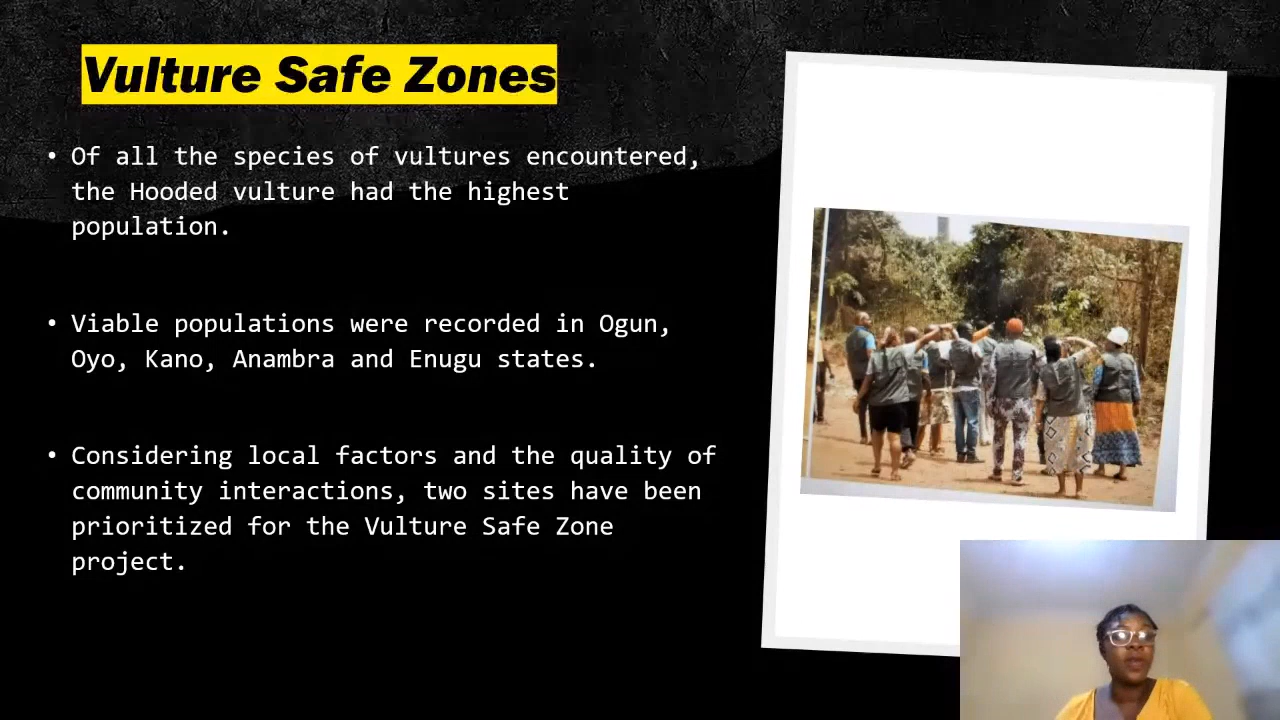 Vulture Safe Zones
• Of all the species of vultures encountered,
the Hooded vulture had the highest
population.
• Viable populations were recorded in Ogun,
Oyo, Kano, Anambra and Enugu states.
• Considering local factors and the quality of
community interactions, two sites have been
prioritized for the Vulture Safe Zone
project.